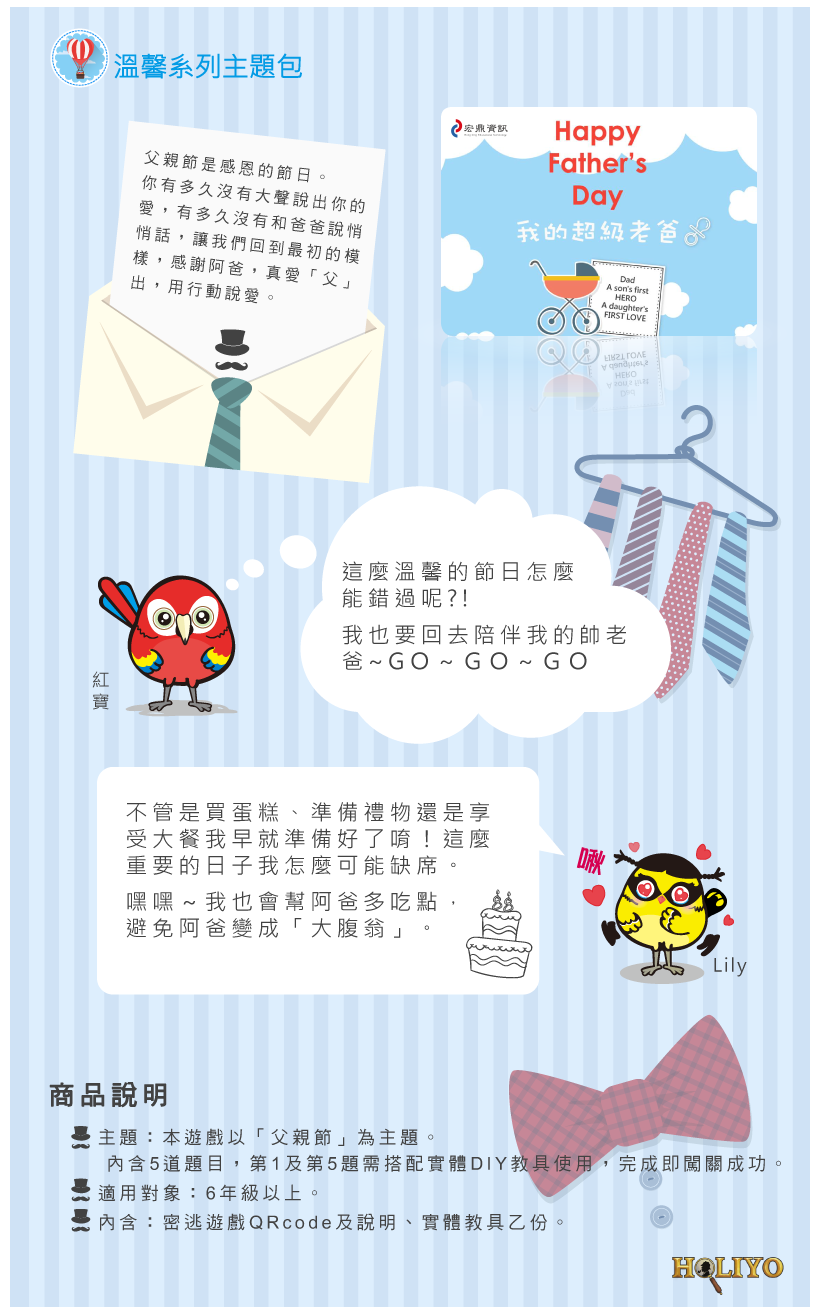 溫馨系列主題包
宏鼎資訊
Happy
Father's
Day
我的超級老爸
Dad
A son's first
HERO
A daughter's
FIRST LOVE
父親節是感恩的節日。
你有多久沒有大聲說出你的
愛，有多久沒有和爸爸說悄
悄話，讓我們回到最初的模
樣，感謝阿爸，真愛「父」
出，用行動說愛。
這麼溫馨的節日怎麼
能錯過呢?!
我也要回去陪伴我的帥老
爸~GO ~ GO ~ GO
紅寶
不管是買蛋糕、準備禮物還是享
受大餐我早就準備好了唷！這麼
重要的日子我怎麼可能缺席。
嘿嘿~我也會幫阿爸多吃點，
避免阿爸變成「大腹翁」。
啾
Lily
商品說明
主題：本遊戲以「父親節」為主題。
內含5道題目，第1及第5題需搭配實體DIY教具使用，完成即闖關成功。
適用對象：6年級以上。
內含：密逃遊戲QRcode及說明、實體教具乙份。
HOLIYO